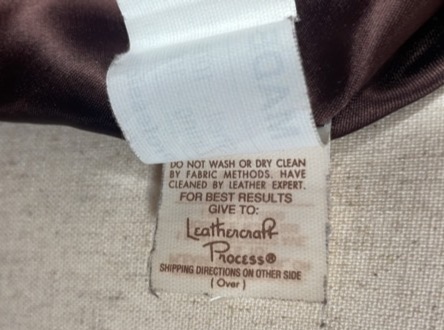 DO NOT WASH OR DRY CLEAN
BY FABRIC METHODS. HAVE
CLEANED BY LEATHER EXPERT.
FOR BEST RESULTS
GIVE TO:
Leathercraft
Process®
SHIPPING DIRECTIONS ON OTHER SIDE
(Over)